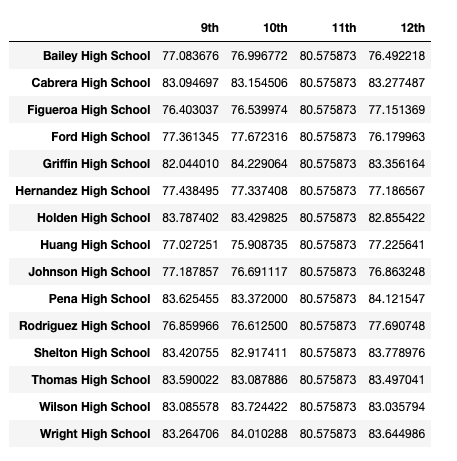 9th 10th 11th 12th
Bailey High School 77.083676 76.996772 80.575873 76.492218
Cabrera High School 83.094697 83.154506 80.575873 83.277487
Figueroa High School 76.403037 76.539974 80.575873 77.151369
Ford High School 77.361345 77.672316 80.575873 76.179963
Griffin High School 82.044010 84.229064 80.575873 83.356164
Hernandez High School 77.438495 77.337408 80.575873 77.186567
Holden High School 83.787402 83.429825 80.575873 82.855422
Huang High School 77.027251 75.908735 80.575873 77.225641
Johnson High School 77.187857 76.691117 80.575873 76.863248
Pena High School 83.625455 83.372000 80.575873 84.121547
Rodriguez High School 76.859966 76.612500 80.575873 77.690748
Shelton High School 83.420755 82.917411 80.575873 83.778976
Thomas High School 83.590022 83.087886 80.575873 83.497041
Wilson High School 83.085578 83.724422 80.575873 83.035794
Wright High School 83.264706 84.010288 80.575873 83.644986